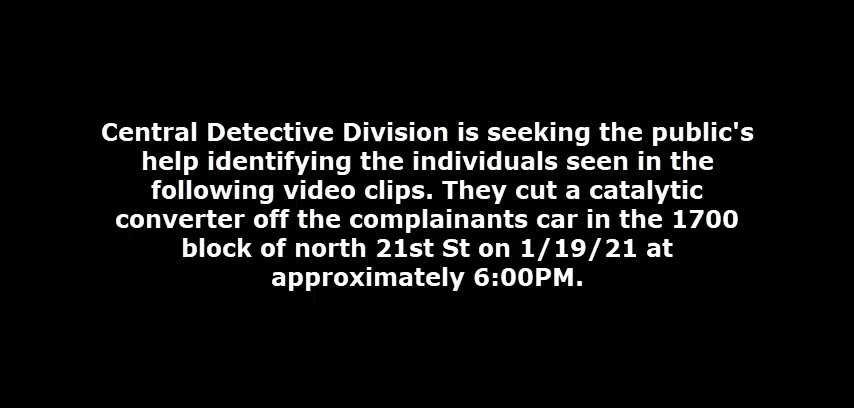 Central Detective Division is seeking the public's
help identifying the individuals seen in the
following video clips. They cut a catalytic
converter off the complainants car in the 1700
block of north 21st St on 1/19/21 at
approximately 6:00PM.